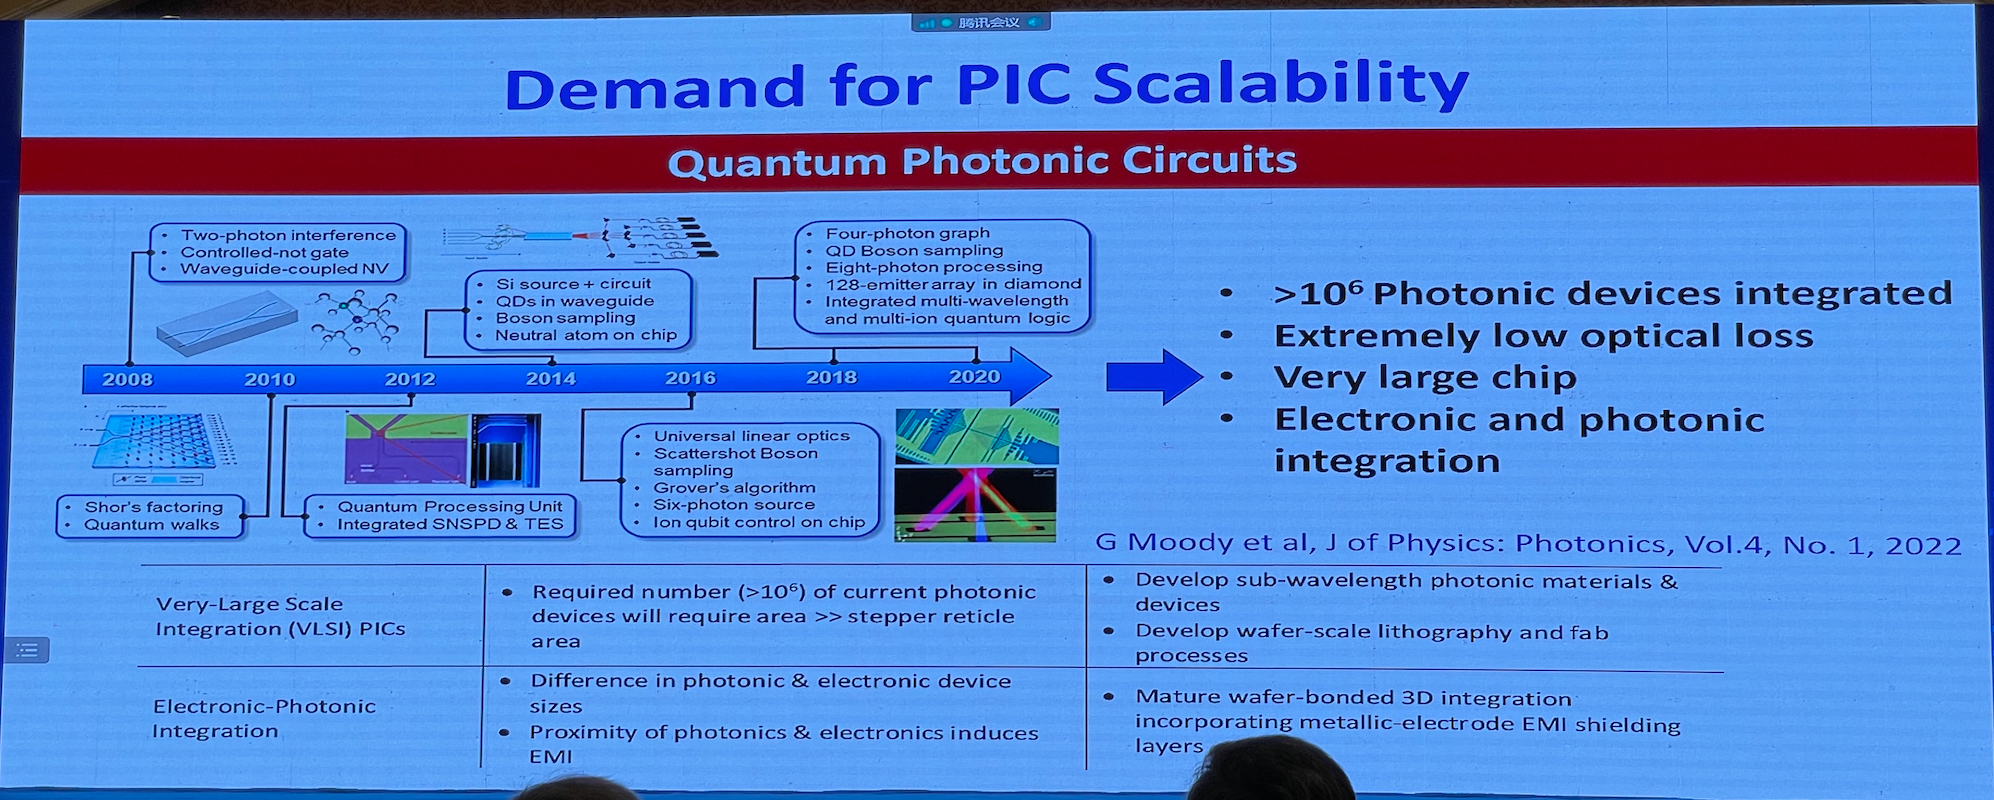 腾讯会议
Demand for PIC Scalability
Quantum Photonic Circuits
• Two-photon interference
• Controlled-not gate
• Waveguide-coupled NV
• Si source + circuit
• QDs in waveguide
• Boson sampling
• Neutral atom on chip
• Four-photon graph
• QD Boson sampling
• Eight-photon processing
• 128-emitter array in diamond
• Integrated multi-wavelength
and multi-ion quantum logic
2008 2010 2012 2014 2016 2018 2020
• Shor's factoring
• Quantum walks
• Quantum Processing Unit
• Integrated SNSPD & TES
• Universal linear optics
• Scattershot Boson
sampling
• Grover's algorithm
• Six-photon source
• Ion qubit control on chip
• >10⁶ Photonic devices integrated
• Extremely low optical loss
• Very large chip
• Electronic and photonic
integration
G Moody et al, J of Physics: Photonics, Vol.4, No. 1, 2022
Very-Large Scale
Integration (VLSI) PICs
• Required number (>10⁶) of current photonic
devices will require area >> stepper reticle
area
• Develop sub-wavelength photonic materials &
devices
• Develop wafer-scale lithography and fab
processes
Electronic-Photonic
Integration
• Difference in photonic & electronic device
sizes
• Proximity of photonics & electronics induces
EMI
• Mature wafer-bonded 3D integration
incorporating metallic-electrode EMI shielding
layers